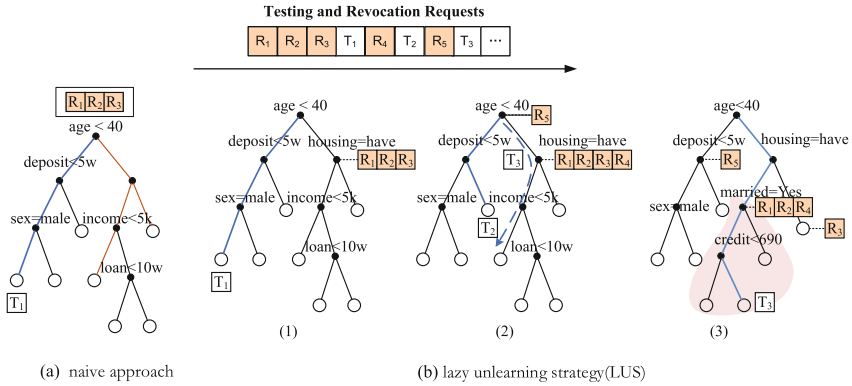 Testing and Revocation Requests
R1 R2 R3 T1 R4 T2 R5 T3 ...
R1 R2 R3
age < 40
deposit<5w
sex=male income<5k
loan<10w
T1
age < 40
deposit<5w housing=have
R1 R2 R3
sex=male income<5k
loan<10w
T1
(1)
age < 40
R5
deposit<5w housing=have
T3
R1 R2 R3 R4
sex=male income<5k
T2
loan<10w
(2)
age<40
deposit<5w housing=have
R5
married=Yes
sex=male
R1 R2 R4
R3
credit<690
T3
(3)
(a) naive approach
(b) lazy unlearning strategy(LUS)